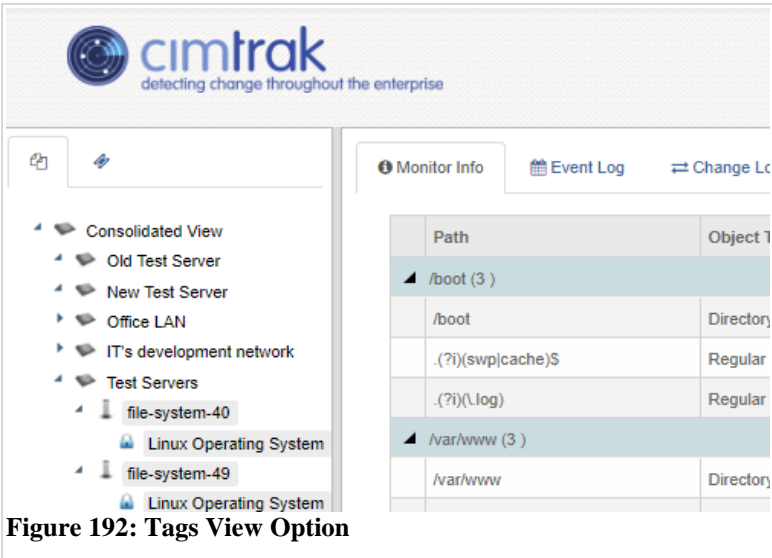 cimtrak
detecting change throughout the enterprise
Monitor Info
Event Log
Change Lo
Consolidated View
Old Test Server
New Test Server
Office LAN
IT's development network
Test Servers
file-system-40
Linux Operating System
file-system-49
Linux Operating System
Path Object T
/boot (3 )
/boot Directory
.(?i)(swp|cache)$ Regular
.(?i)(\.log) Regular
/var/www (3 )
/var/www Directory
Figure 192: Tags View Option